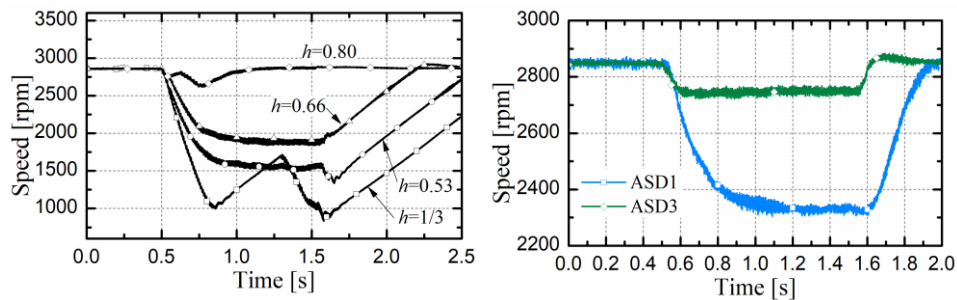 3500
3000
2500
2000
1500
1000
Speed [rpm]
h=0.80
h=0.66
h=0.53
h=1/3
0.0 0.5 1.0 1.5 2.0 2.5
Time [s]
3000
2800
2600
2400
2200
Speed [rpm]
ASD1
ASD3
0.0 0.2 0.4 0.6 0.8 1.0 1.2 1.4 1.6 1.8 2.0
Time [s]